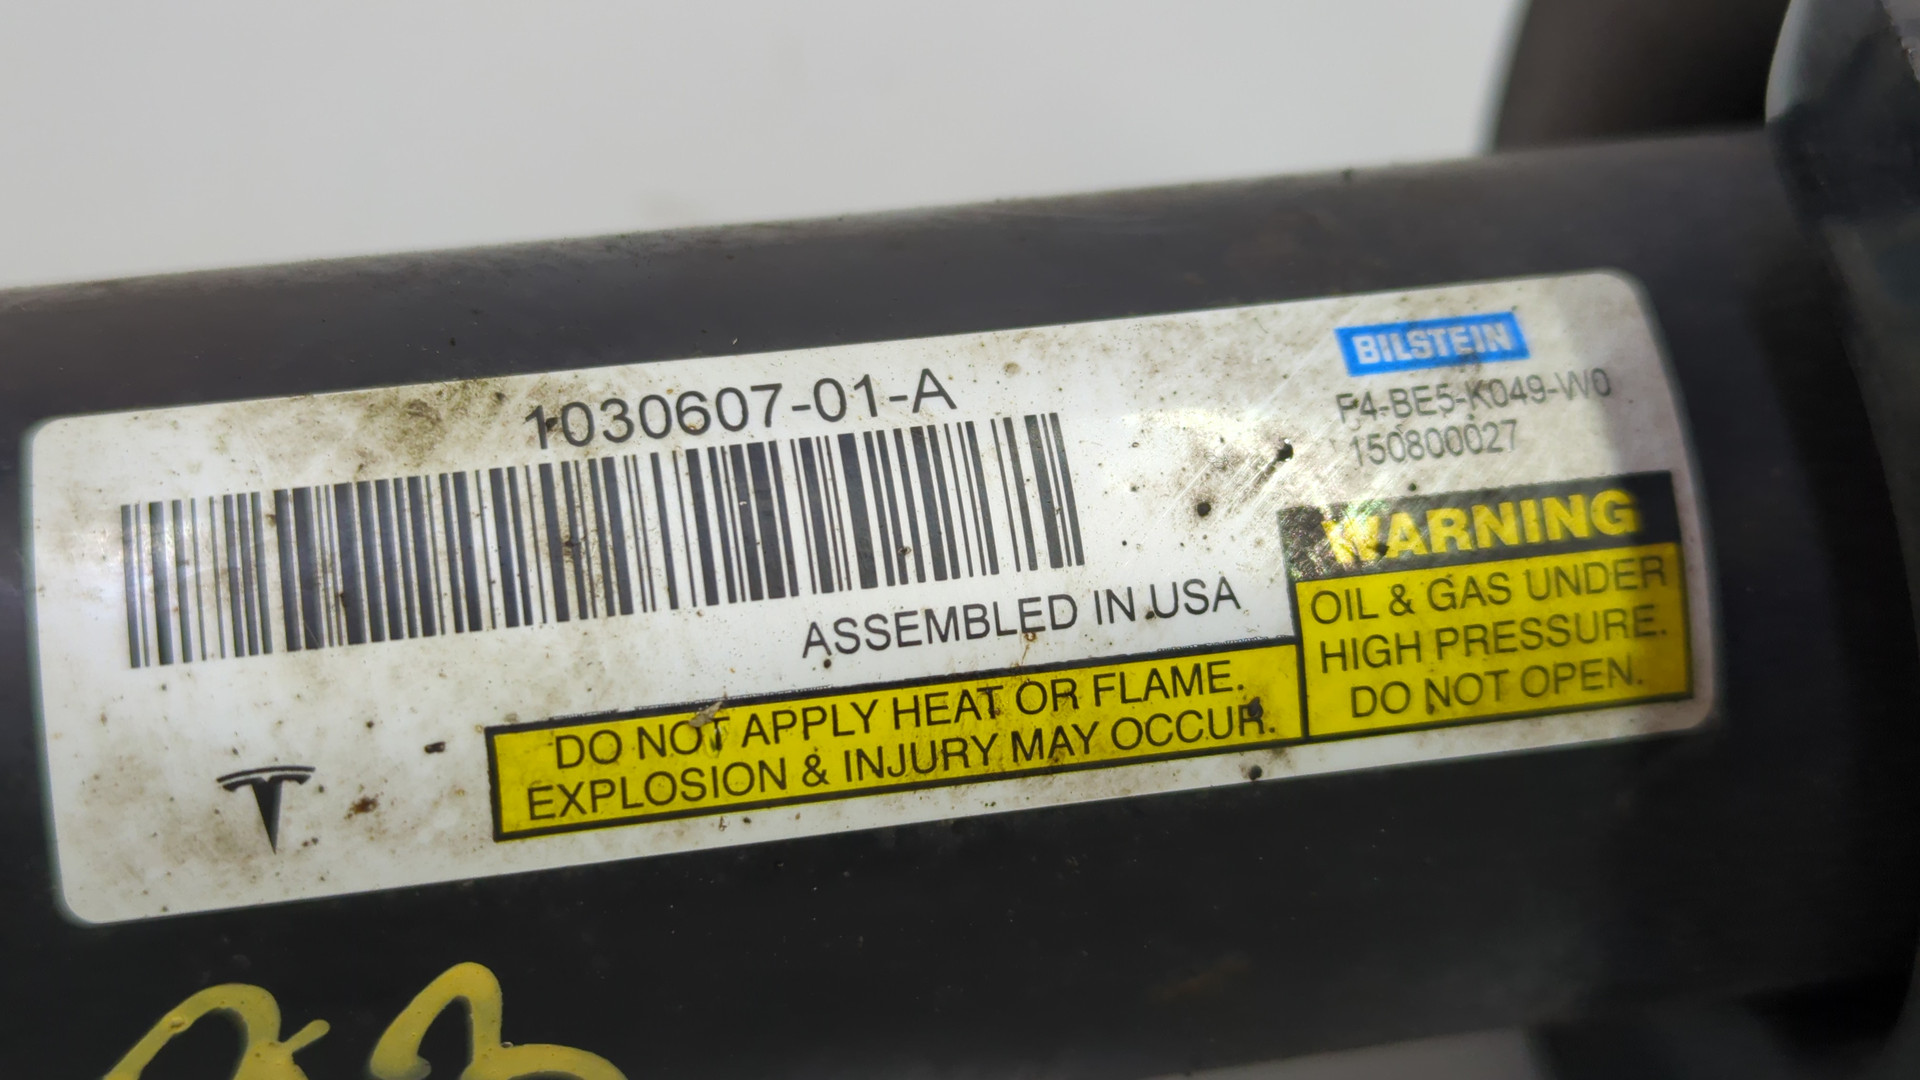 1030607-01-A
BILSTEIN
F4-BE5-K049-W0
150800027
ASSEMBLED IN USA
WARNING
OIL & GAS UNDER
HIGH PRESSURE.
DO NOT OPEN.
DO NOT APPLY HEAT OR FLAME.
EXPLOSION & INJURY MAY OCCUR.